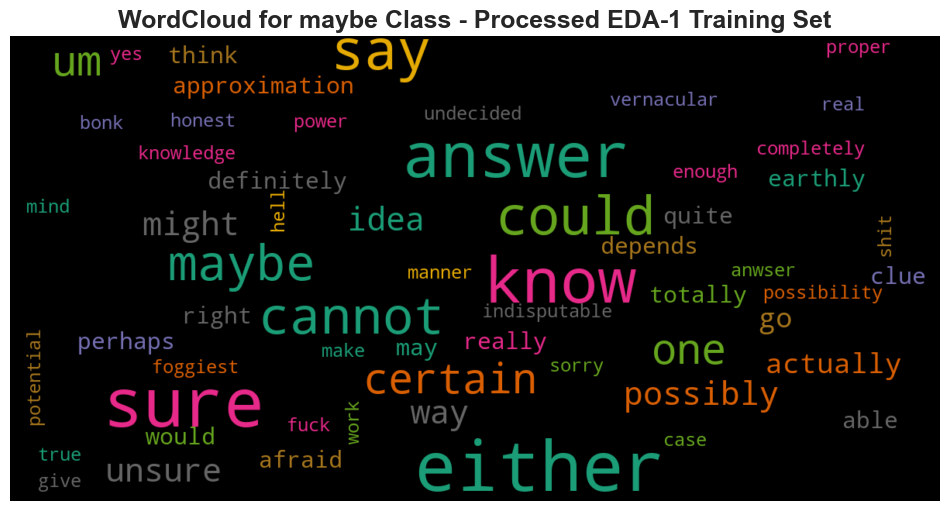 WordCloud for maybe Class - Processed EDA-1 Training Set
um yes think say proper
approximation
bonk honest power undecided vernacular real
knowledge answer completely
definitely enough earthly
mind hell
might idea could quite shit
maybe depends
manner know anwser clue
totally possibility
right cannot indisputable go
perhaps make may really one
potential foggiest certain sorry actually
sure possibly
would fuck work way able
true unsure afraid either case
give